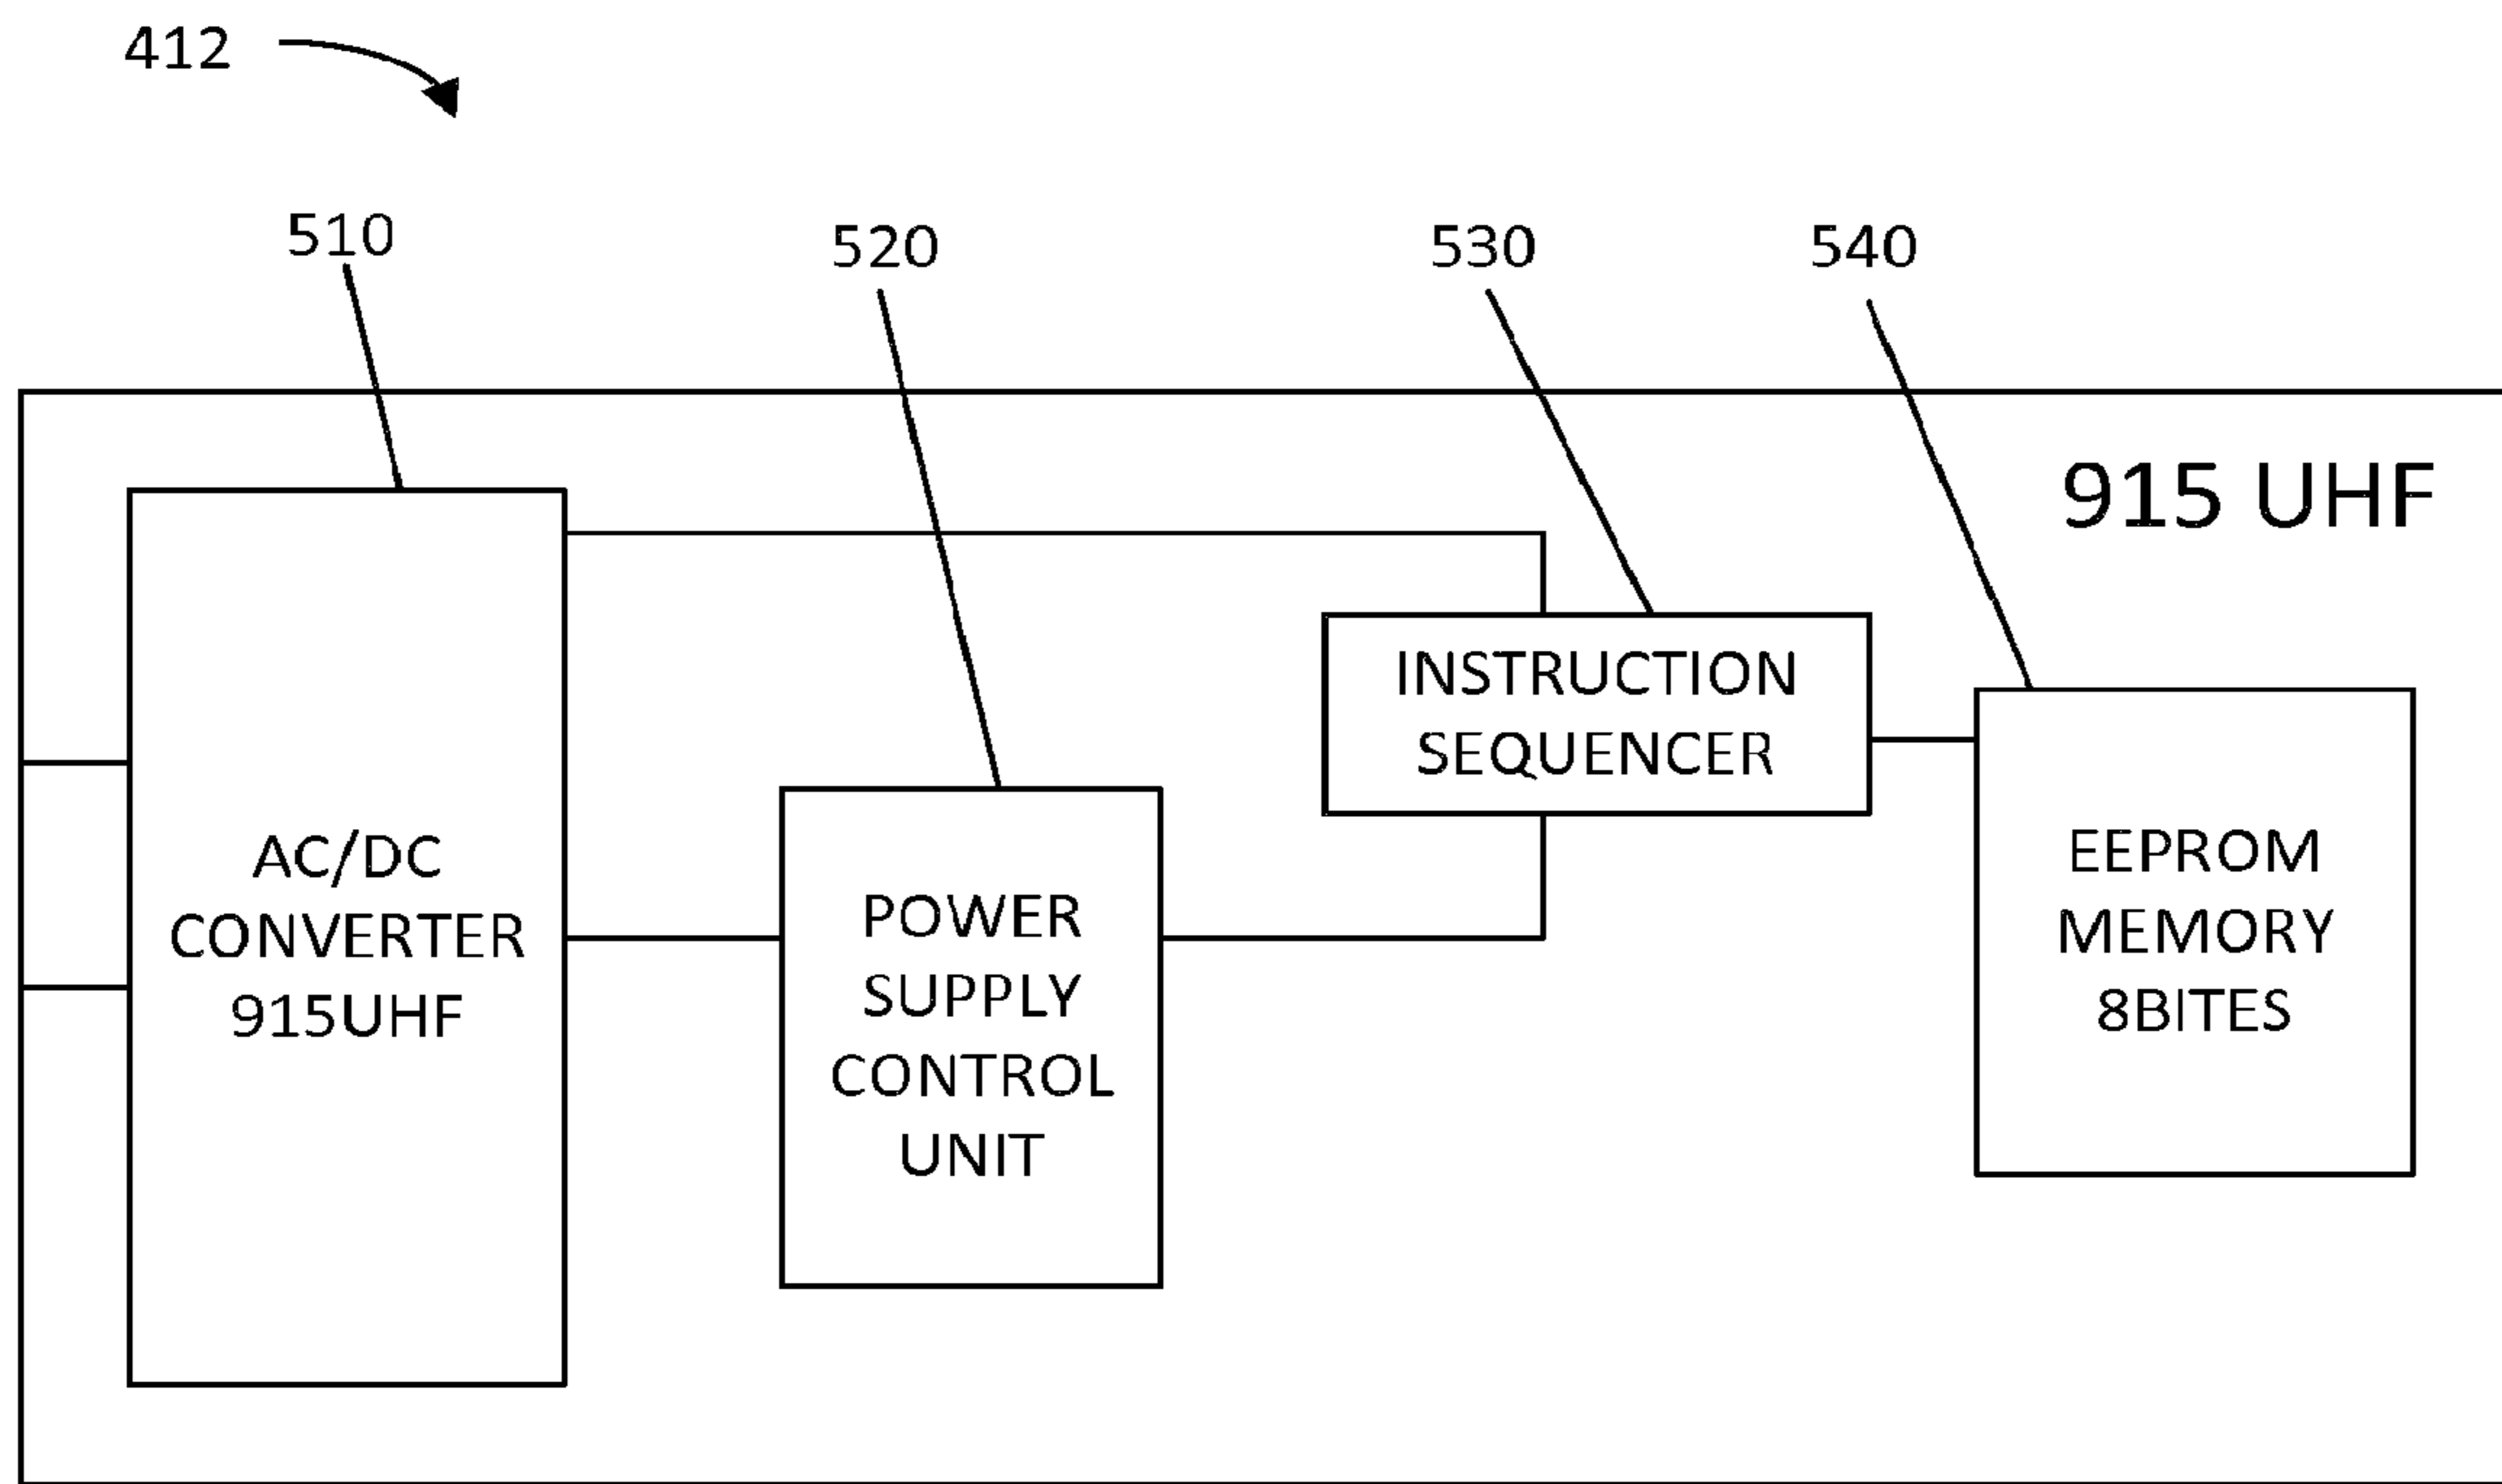 412
510
520
530
540
915 UHF
INSTRUCTION
SEQUENCER
AC/DC
CONVERTER
915UHF
POWER
SUPPLY
CONTROL
UNIT
EEPROM
MEMORY
8BITES